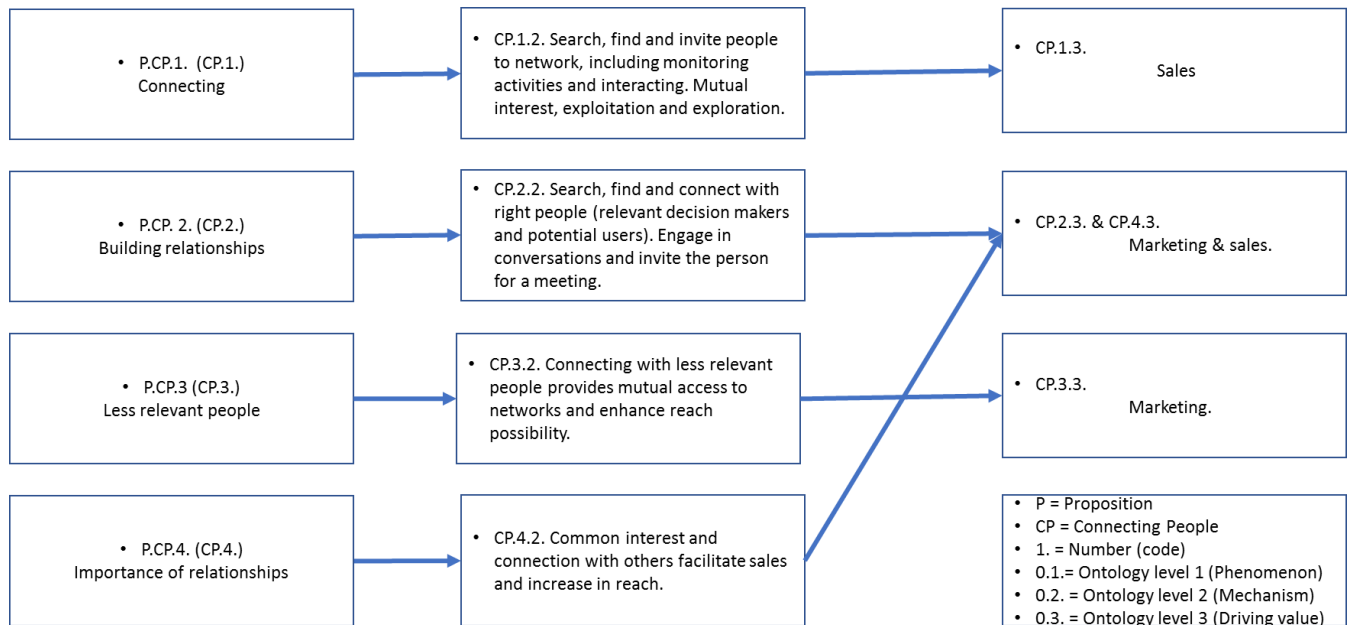 • P.CP.1. (CP.1.)
Connecting
• CP.1.2. Search, find and invite people
to network, including monitoring
activities and interacting. Mutual
interest, exploitation and exploration.
• CP.1.3.
Sales
• P.CP. 2. (CP.2.)
Building relationships
• CP.2.2. Search, find and connect with
right people (relevant decision makers
and potential users). Engage in
conversations and invite the person
for a meeting.
• CP.2.3. & CP.4.3.
Marketing & sales.
• P.CP.3 (CP.3.)
Less relevant people
• CP.3.2. Connecting with less relevant
people provides mutual access to
networks and enhance reach
possibility.
• CP.3.3.
Marketing.
• P.CP.4. (CP.4.)
Importance of relationships
• CP.4.2. Common interest and
connection with others facilitate sales
and increase in reach.
• P = Proposition
• CP = Connecting People
• 1. = Number (code)
• 0.1.= Ontology level 1 (Phenomenon)
• 0.2. = Ontology level 2 (Mechanism)
• 0.3. = Ontology level 3 (Driving value)